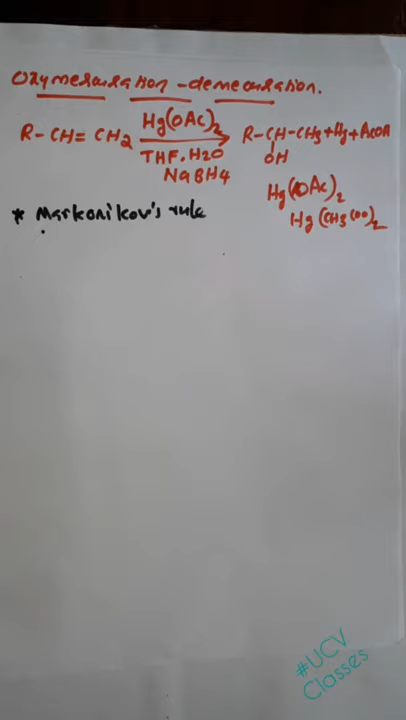 Oxymercuration - demercuration.
R-CH=CH2 Hg(OAc)2 R-CH-CH3+Hg+AcOH
THF.H2O OH
NaBH4
Hg(OAc)2
Hg(CH3COO)2
* Markonikov's rule
#UCV
Classes